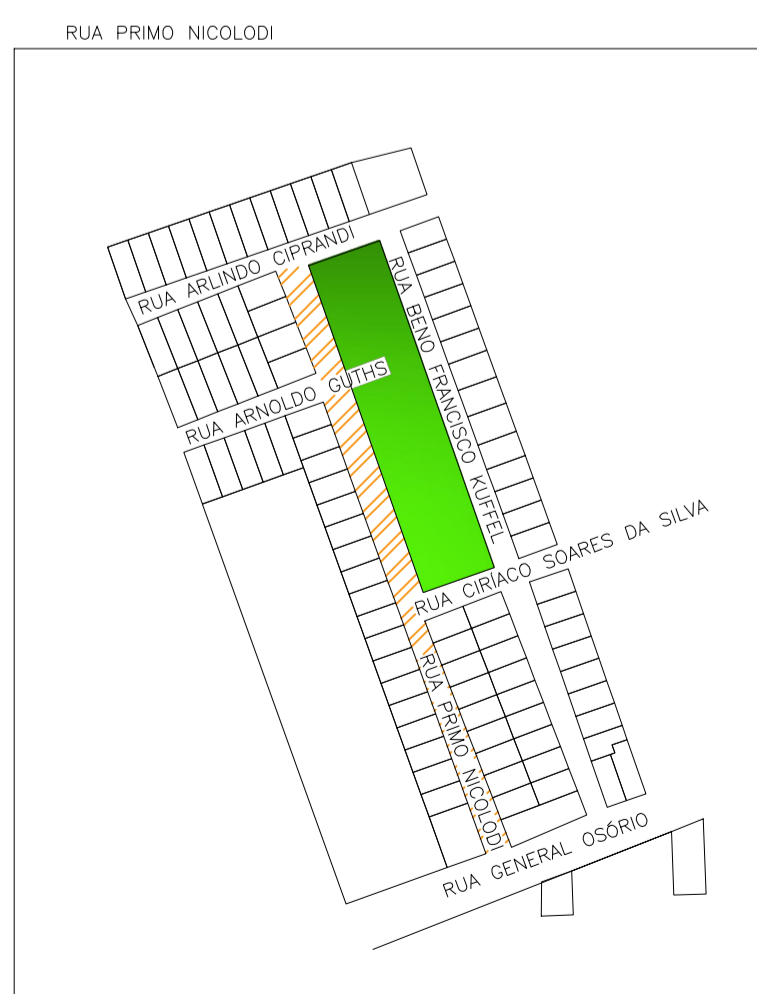 RUA PRIMO NICOLODI
RUA ARLINDO CIPRANDI
RUA BENO FRANCISCO KUFFEL
RUA ARNOLDO GUTHS
RUA CIRÍACO SOARES DA SILVA
RUA PRIMO NICOLODI
RUA GENERAL OSÓRIO